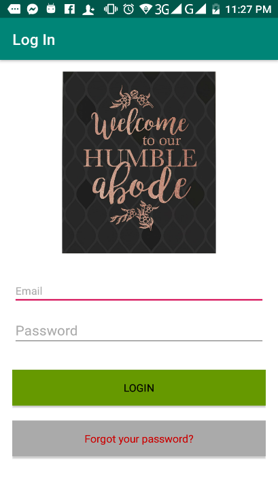 3G G 11:27 PM
Log In
Welcome
to our
HUMBLE
abode
Email
Password
LOGIN
Forgot your password?